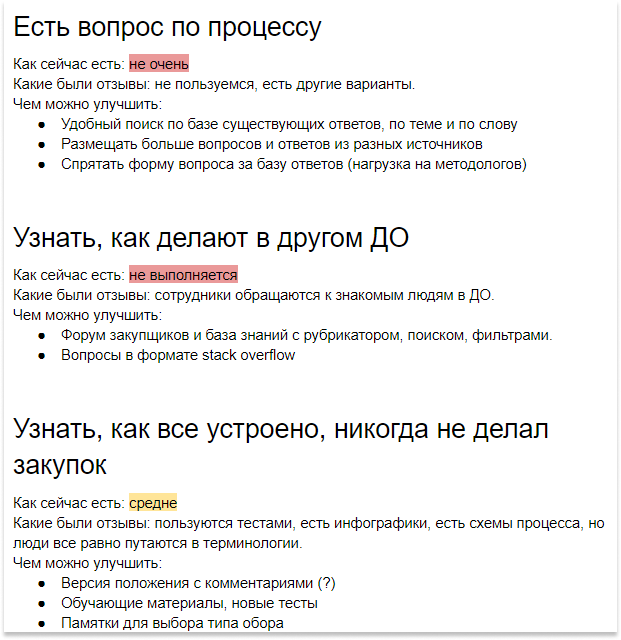 Есть вопрос по процессу
Как сейчас есть: не очень
Какие были отзывы: не пользуемся, есть другие варианты.
Чем можно улучшить:
● Удобный поиск по базе существующих ответов, по теме и по слову
● Размещать больше вопросов и ответов из разных источников
● Спрятать форму вопроса за базу ответов (нагрузка на методологов)
Узнать, как делают в другом ДО
Как сейчас есть: не выполняется
Какие были отзывы: сотрудники обращаются к знакомым людям в ДО.
Чем можно улучшить:
● Форум закупщиков и база знаний с рубрикатором, поиском, фильтрами.
● Вопросы в формате stack overflow
Узнать, как все устроено, никогда не делал
закупок
Как сейчас есть: средне
Какие были отзывы: пользуются тестами, есть инфографики, есть схемы процесса, но
люди все равно путаются в терминологии.
Чем можно улучшить:
● Версия положения с комментариями (?)
● Обучающие материалы, новые тесты
● Памятки для выбора типа обора